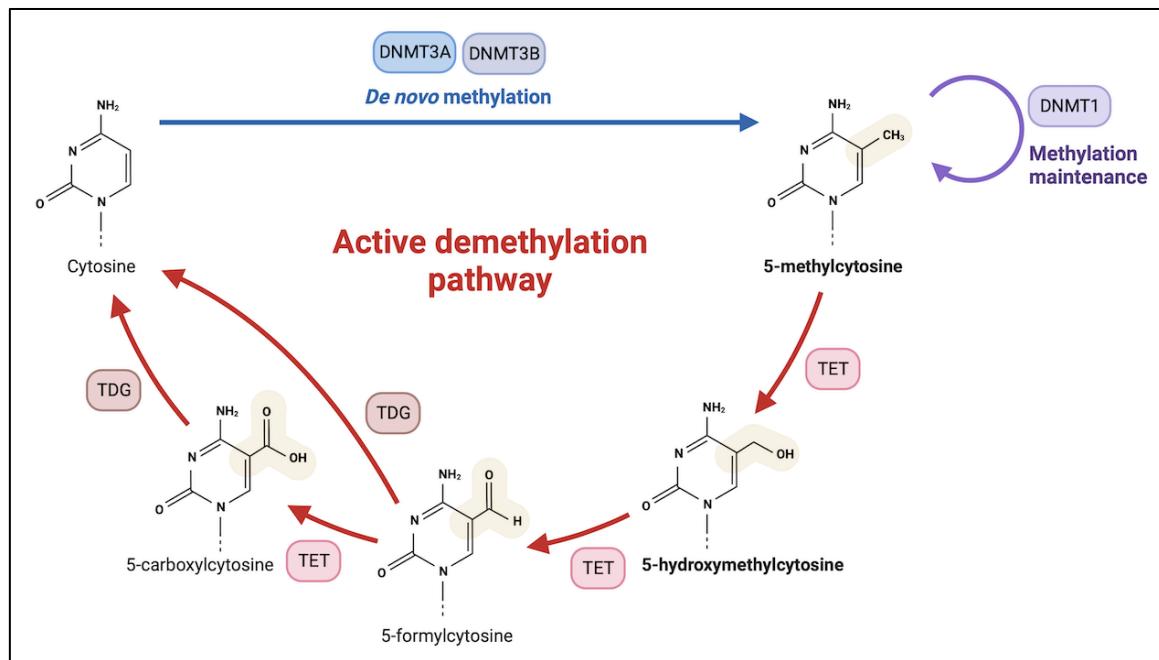 DNMT3A DNMT3B
De novo methylation
NH₂
N
O
N
Cytosine
NH₂
CH₃
N
O
N
5-methylcytosine
DNMT1
Methylation
maintenance
Active demethylation
pathway
TET
NH₂
OH
N
O
N
5-hydroxymethylcytosine
TET
NH₂
O
H
N
O
N
5-formylcytosine
TET
TDG
NH₂
O
OH
N
O
N
5-carboxylcytosine
TDG